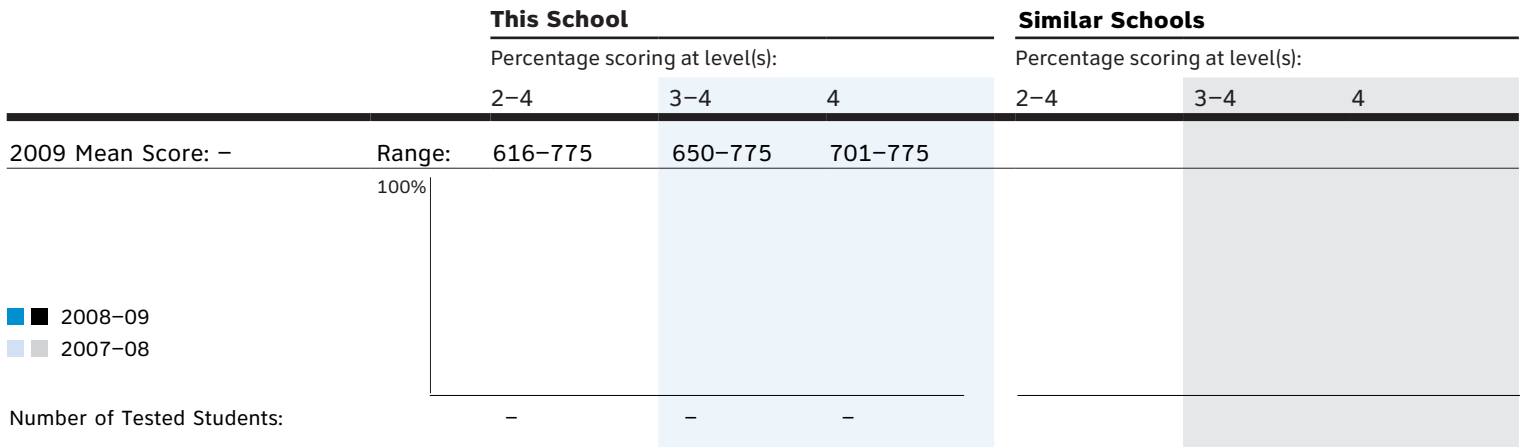 This School Similar Schools
Percentage scoring at level(s): Percentage scoring at level(s):
2–4 3–4 4 2–4 3–4 4
2009 Mean Score: – Range: 616–775 650–775 701–775
100%
2008–09
2007–08
Number of Tested Students: – – –